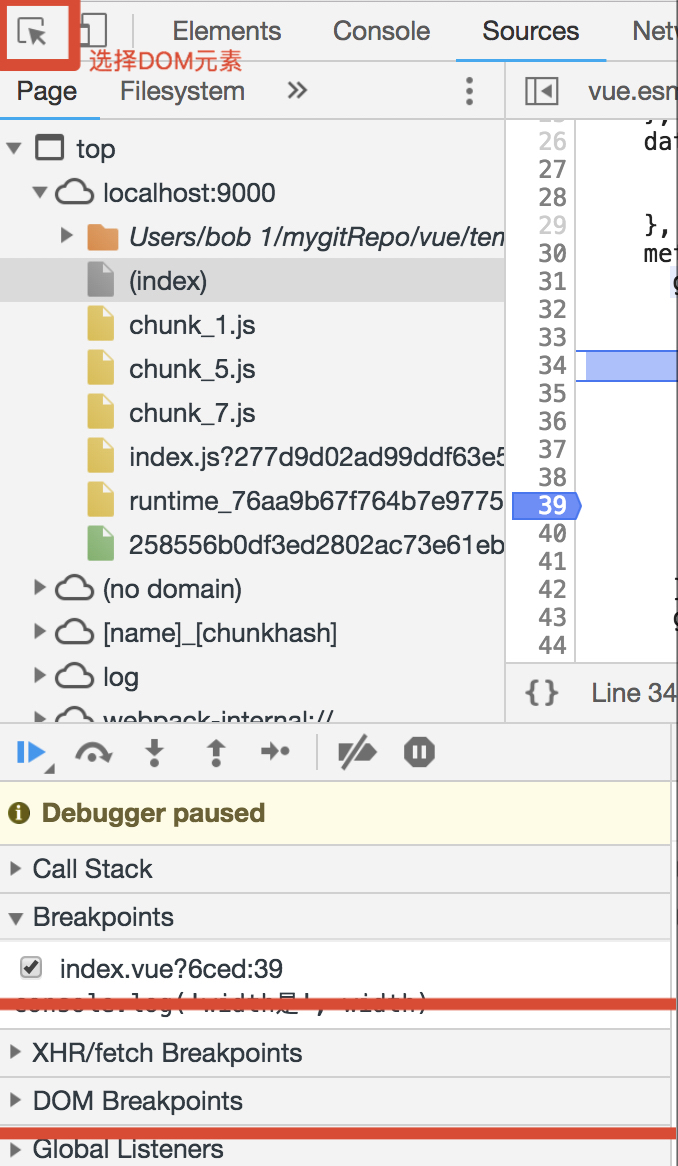 Elements Console Sources Net
选择DOM元素
Page Filesystem »
vue.esm
top
localhost:9000
Users/bob 1/mygitRepo/vue/tem
(index)
chunk_1.js
chunk_5.js
chunk_7.js
index.js?277d9d02ad99ddf63e5
runtime_76aa9b67f764b7e9775
258556b0df3ed2802ac73e61eb
(no domain)
[name]_[chunkhash]
log
webpack-internal://
26 dat
27
28
29 },
30 met
31 g
32
33
34
35
36
37
38
39
40
41
42 }
43 g
44
{} Line 34
Debugger paused
Call Stack
Breakpoints
index.vue?6ced:39
console.log('width是', width)
XHR/fetch Breakpoints
DOM Breakpoints
Global Listeners